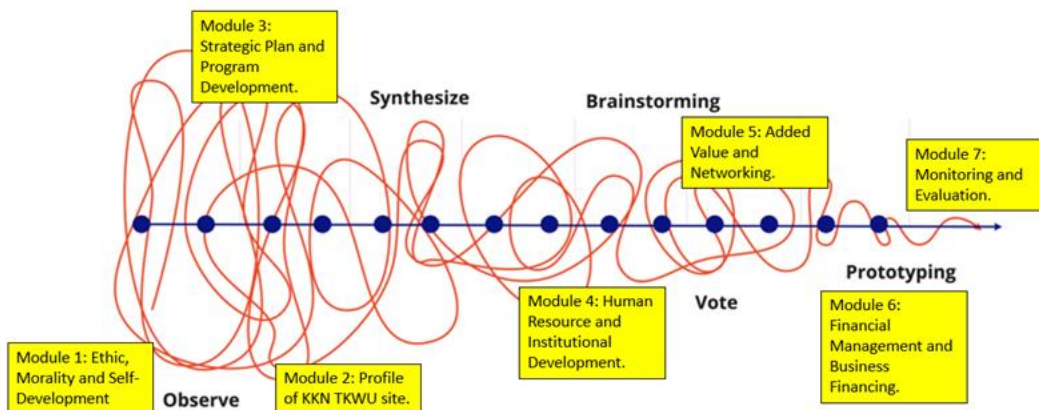 Module 3:
Strategic Plan and
Program
Development.
Synthesize
Brainstorming
Module 5: Added
Value and
Networking.
Module 7:
Monitoring and
Evaluation.
Module 1: Ethic,
Morality and Self-
Development
Observe
Module 2: Profile
of KKN TKWU site.
Module 4: Human
Resource and
Institutional
Development.
Vote
Prototyping
Module 6:
Financial
Management and
Business
Financing.